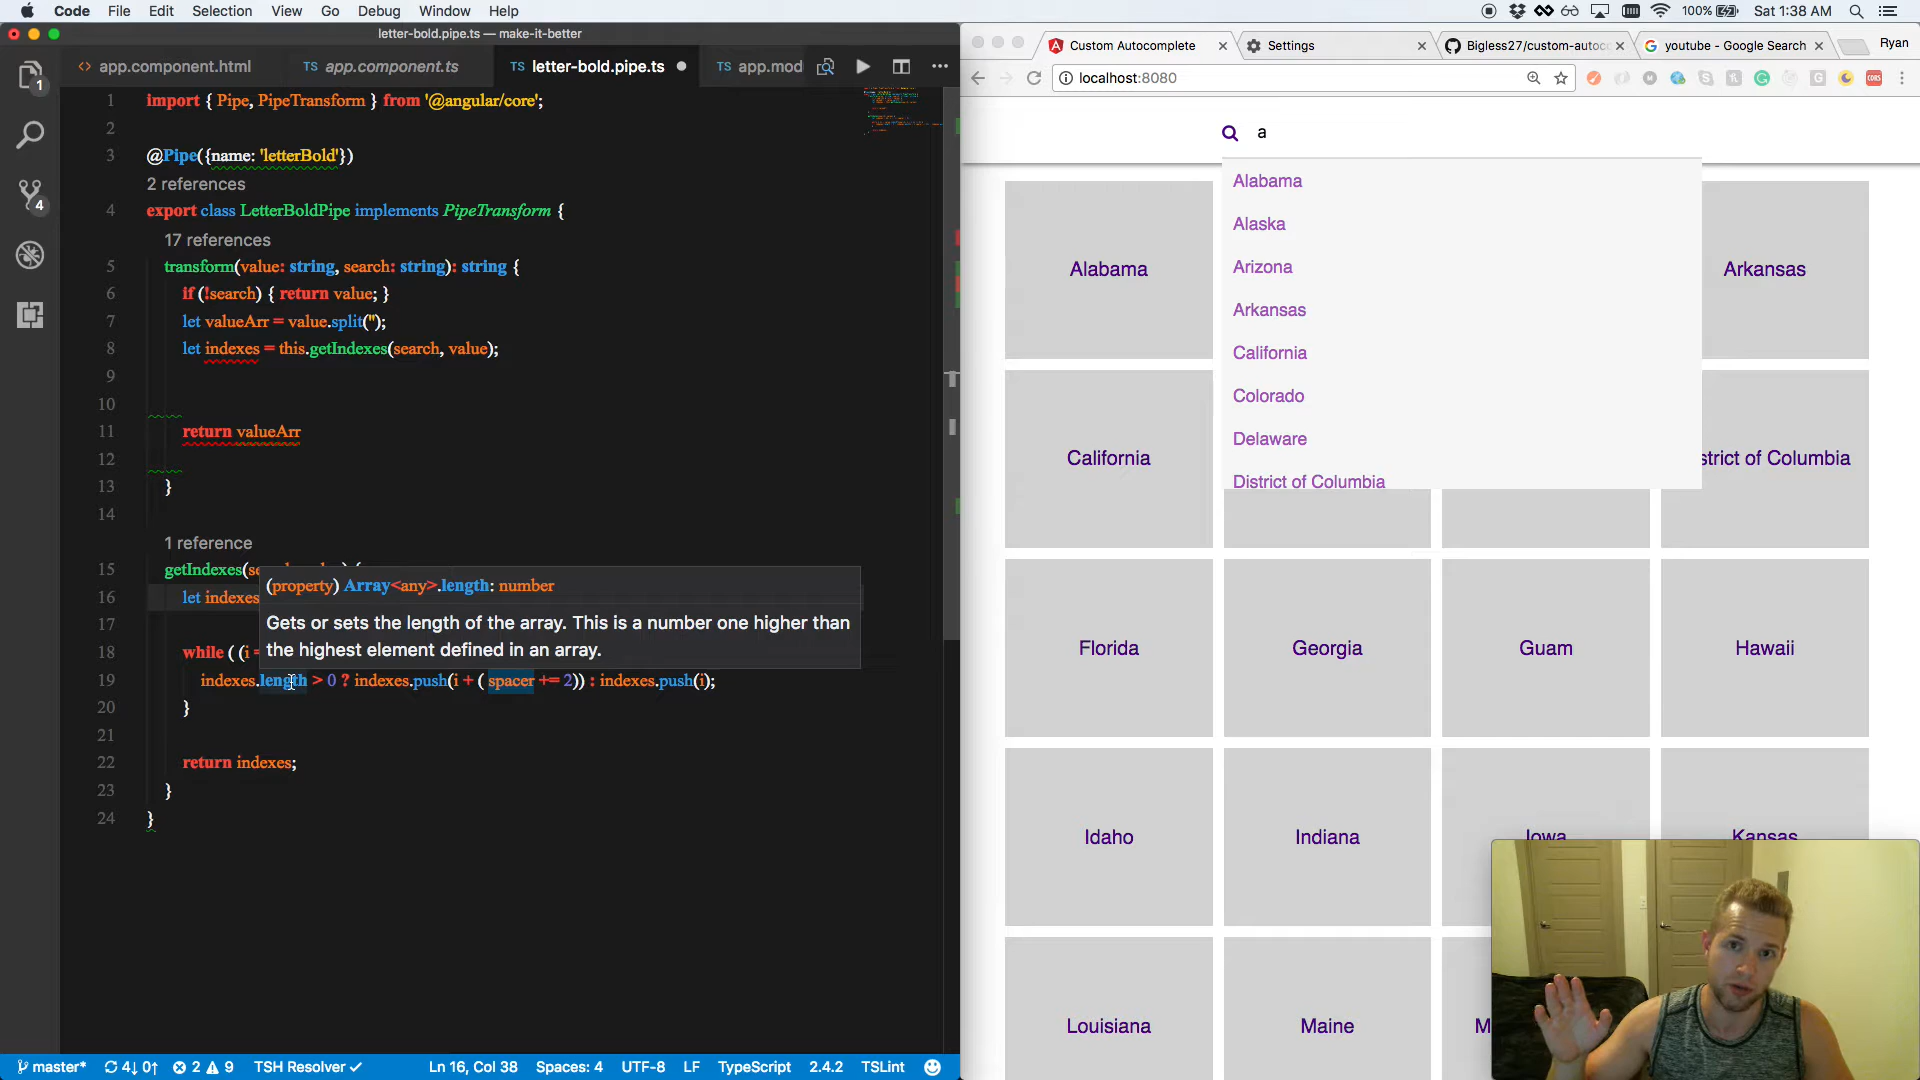 Code File Edit Selection View Go Debug Window Help
100% Sat 1:38 AM
letter-bold.pipe.ts — make-it-better
<> app.component.html TS app.component.ts TS letter-bold.pipe.ts TS app.mod
1 import { Pipe, PipeTransform } from '@angular/core';
2
3 @Pipe({name: 'letterBold'})
2 references
4 export class LetterBoldPipe implements PipeTransform {
17 references
5 transform(value: string, search: string): string {
6 if (!search) { return value; }
7 let valueArr = value.split('');
8 let indexes = this.getIndexes(search, value);
9
10
11 return valueArr
12
13 }
14
1 reference
15 getIndexes(
16 let indexes
17
18 while ( (i =
19 indexes.length > 0 ? indexes.push(i + ( spacer += 2)) : indexes.push(i);
20 }
21
22 return indexes;
23 }
24 }
(property) Array<any>.length: number
Gets or sets the length of the array. This is a number one higher than
the highest element defined in an array.
1
4
master* 4↓ 0↑ 2 9 TSH Resolver ✓ Ln 16, Col 38 Spaces: 4 UTF-8 LF TypeScript 2.4.2 TSLint
Custom Autocomplete Settings Bigless27/custom-autoc youtube - Google Search Ryan
localhost:8080
CORS
a
Alabama
Alaska
Arizona
Arkansas
California
Colorado
Delaware
District of Columbia
Alabama Arkansas
California strict of Columbia
Florida Georgia Guam Hawaii
Idaho Indiana Iowa Kansas
Louisiana Maine M